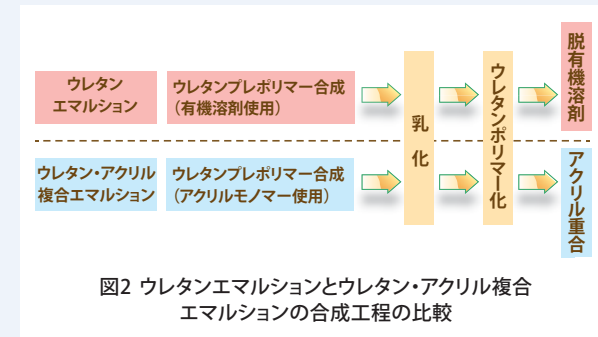 ウレタン
エマルション
ウレタンプレポリマー合成
（有機溶剤使用）
乳化
ウレタンポリマー化
脱有機溶剤
ウレタン・アクリル
複合エマルション
ウレタンプレポリマー合成
（アクリルモノマー使用）
アクリル重合
図2 ウレタンエマルションとウレタン・アクリル複合
エマルションの合成工程の比較